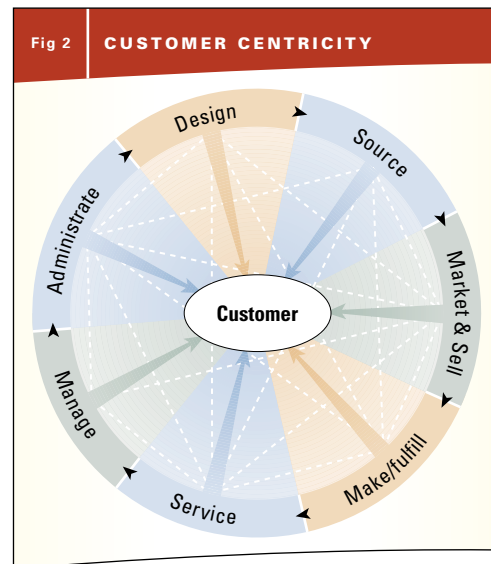 Fig 2
CUSTOMER CENTRICITY
Design
Source
Market & Sell
Make/fulfill
Service
Manage
Administrate
Customer